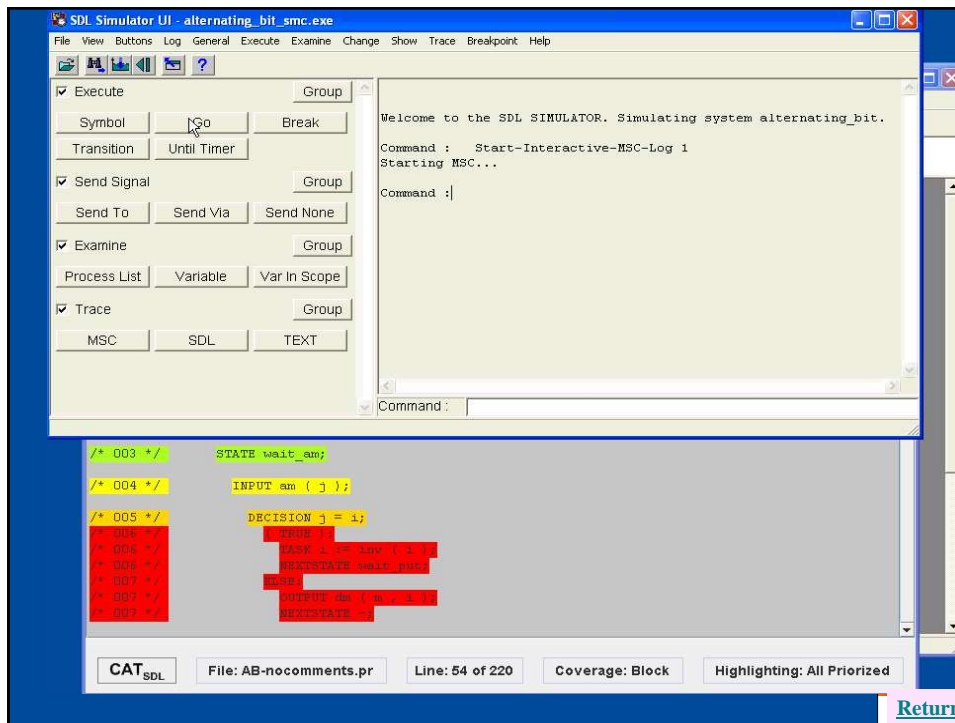 SDL Simulator UI - alternating_bit_smc.exe
File View Buttons Log General Execute Examine Change Show Trace Breakpoint Help
Execute Group
Symbol Go Break
Transition Until Timer
Send Signal Group
Send To Send Via Send None
Examine Group
Process List Variable Var In Scope
Trace Group
MSC SDL TEXT
Welcome to the SDL SIMULATOR. Simulating system alternating_bit.
Command : Start-Interactive-MSC-Log 1
Starting MSC...
Command :
Command :
/* 003 */ STATE wait_am;
/* 004 */ INPUT am ( j );
/* 005 */ DECISION j = i;
/* 006 */ ( TRUE ):
/* 006 */ TASK i := inv ( i );
/* 006 */ NEXTSTATE wait_put;
/* 007 */ ELSE:
/* 007 */ OUTPUT dm ( m , i );
/* 007 */ NEXTSTATE -;
CATSDL File: AB-nocomments.pr Line: 54 of 220 Coverage: Block Highlighting: All Priorized
Return